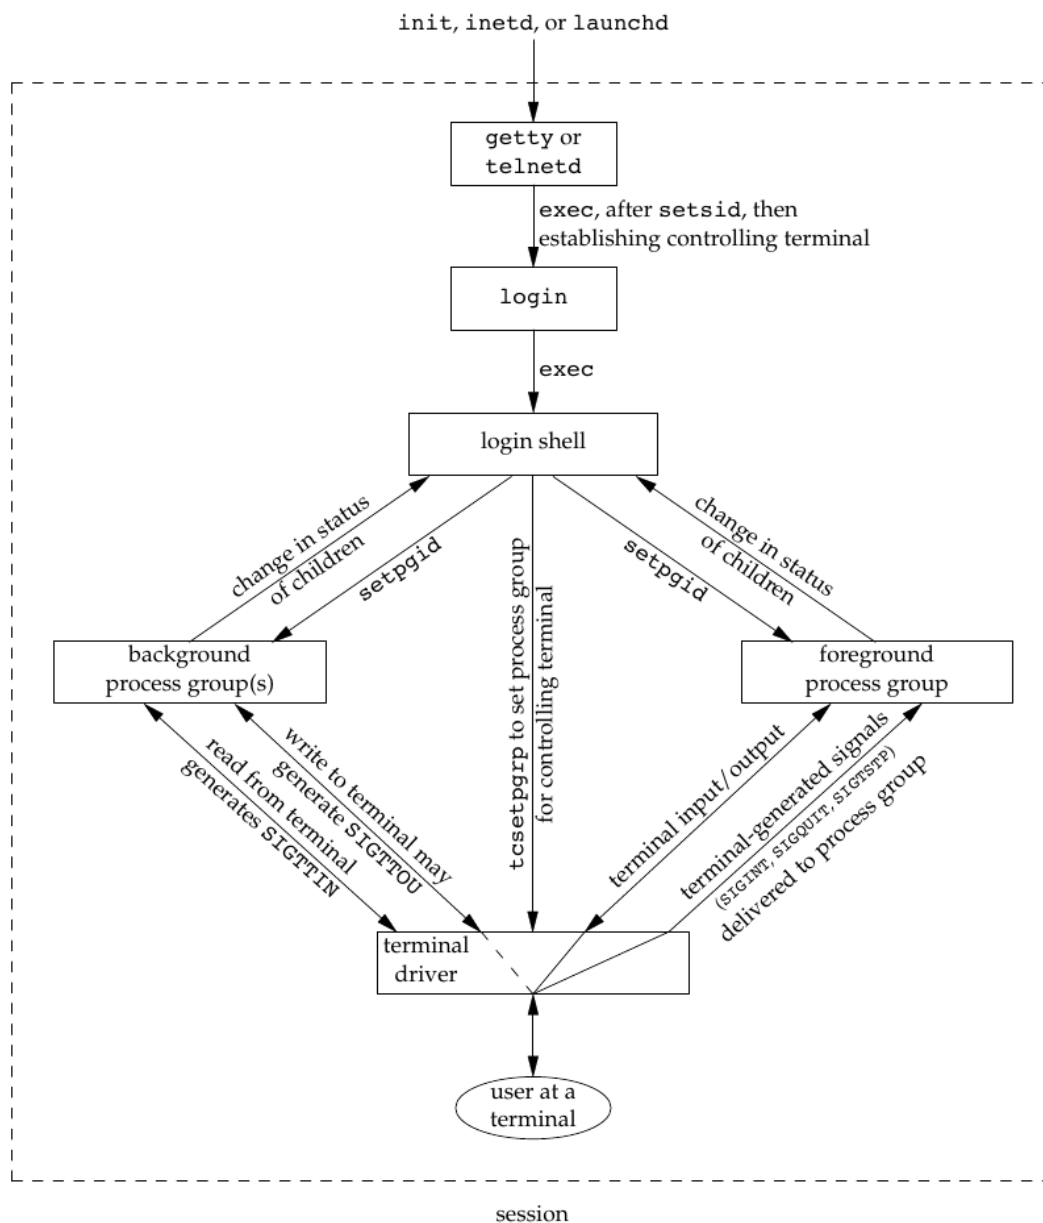 init, inetd, or launchd
getty or
telnetd
exec, after setsid, then
establishing controlling terminal
login
exec
login shell
change in status
of children
setpgid
tcsetpgrp to set process group
for controlling terminal
setpgid
change in status
of children
background
process group(s)
foreground
process group
read from terminal
generates SIGTTIN
write to terminal may
generate SIGTTOU
terminal input/output
terminal-generated signals
(SIGINT, SIGQUIT, SIGTSTP)
delivered to process group
terminal
driver
user at a
terminal
session